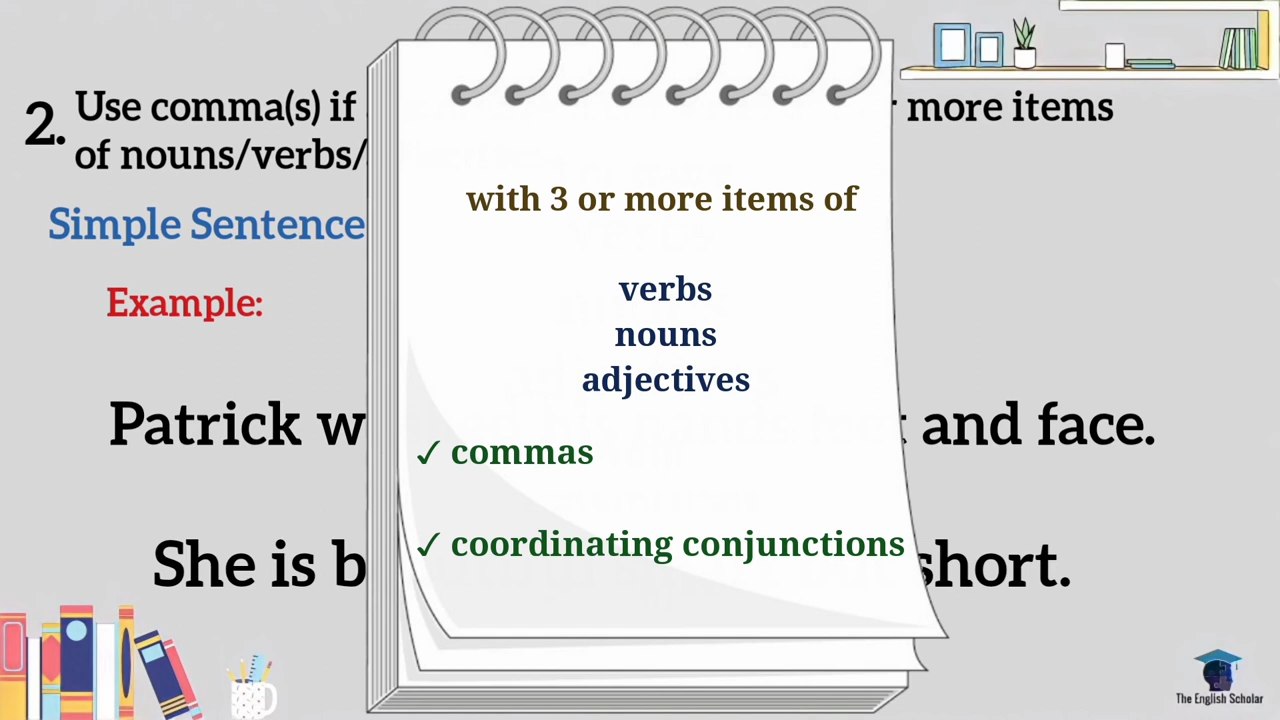 2. Use comma(s) if more items
of nouns/verbs/
Simple Sentence
Example:
Patrick and face.
She is short.
with 3 or more items of
verbs
nouns
adjectives
✓ commas
✓ coordinating conjunctions
The English Scholar